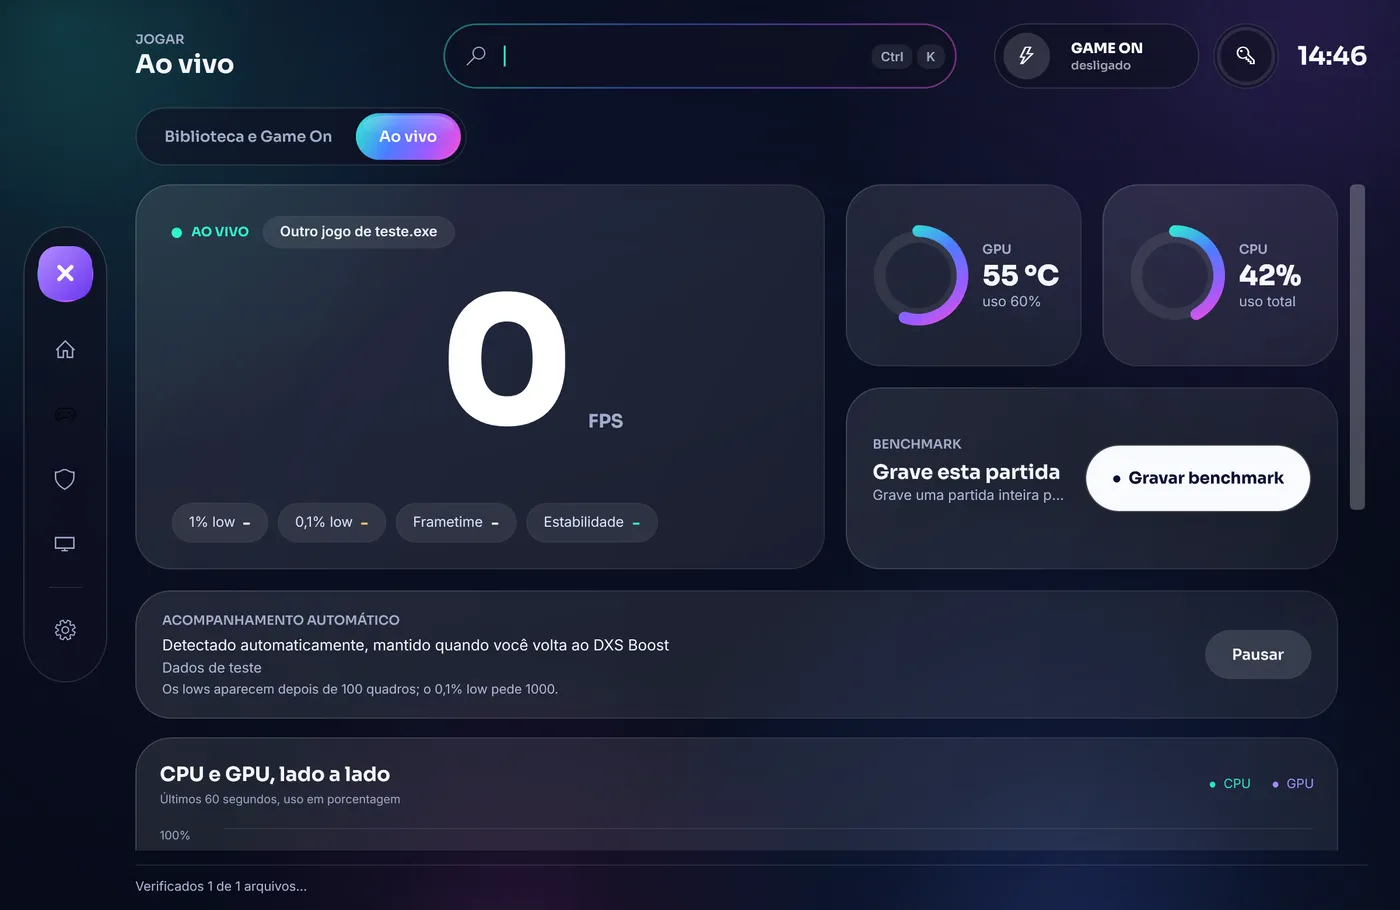 JOGAR
Ao vivo
Ctrl K
GAME ON
desligado
14:46
Biblioteca e Game On
Ao vivo
AO VIVO
Outro jogo de teste.exe
0 FPS
1% low –
0,1% low –
Frametime –
Estabilidade –
GPU
55 ºC
uso 60%
CPU
42%
uso total
BENCHMARK
Grave esta partida
Grave uma partida inteira p...
• Gravar benchmark
ACOMPANHAMENTO AUTOMÁTICO
Detectado automaticamente, mantido quando você volta ao DXS Boost
Dados de teste
Os lows aparecem depois de 100 quadros; o 0,1% low pede 1000.
Pausar
CPU e GPU, lado a lado
Últimos 60 segundos, uso em porcentagem
• CPU • GPU
100%
Verificados 1 de 1 arquivos...